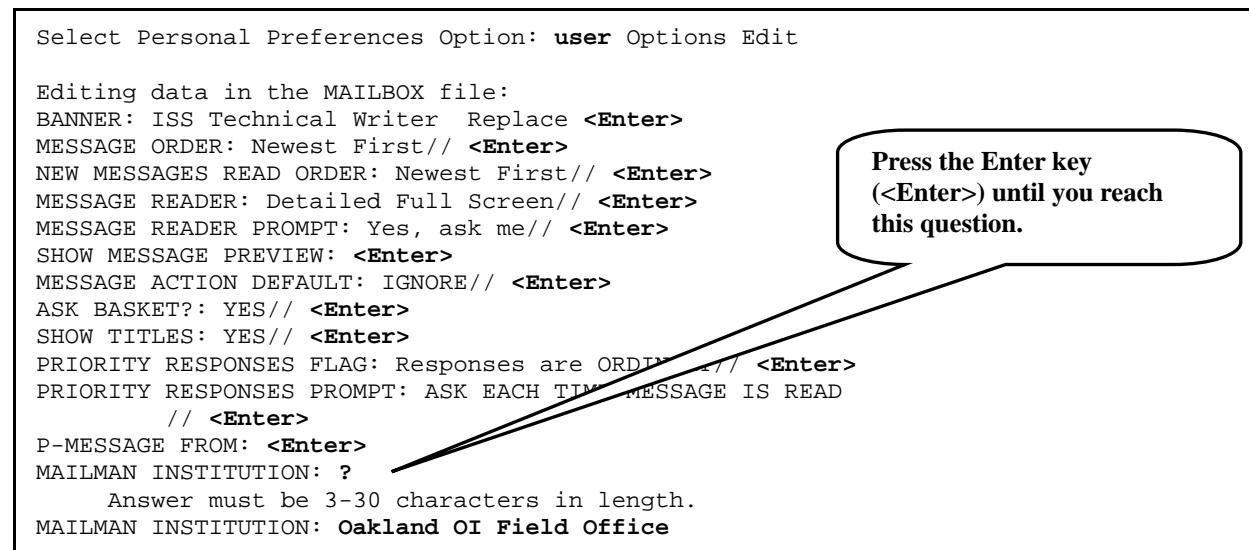 Select Personal Preferences Option: user Options Edit
Editing data in the MAILBOX file:
BANNER: ISS Technical Writer  Replace <Enter>
MESSAGE ORDER: Newest First// <Enter>
NEW MESSAGES READ ORDER: Newest First// <Enter>
MESSAGE READER: Detailed Full Screen// <Enter>
MESSAGE READER PROMPT: Yes, ask me// <Enter>
SHOW MESSAGE PREVIEW: <Enter>
MESSAGE ACTION DEFAULT: IGNORE// <Enter>
ASK BASKET?: YES// <Enter>
SHOW TITLES: YES// <Enter>
PRIORITY RESPONSES FLAG: Responses are // <Enter>
PRIORITY RESPONSES PROMPT: ASK EACH MESSAGE IS READ
// <Enter>
P-MESSAGE FROM: <Enter>
MAILMAN INSTITUTION: ?
Answer must be 3-30 characters in length.
MAILMAN INSTITUTION: Oakland OI Field Office
Press the Enter key
(<Enter>) until you reach
this question.